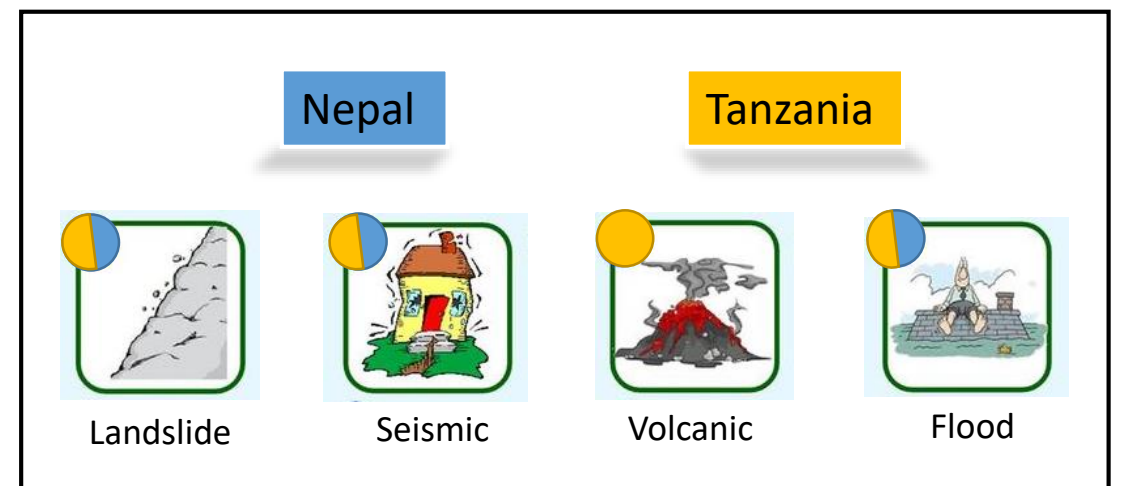 Nepal
Tanzania
Landslide
Seismic
Volcanic
Flood